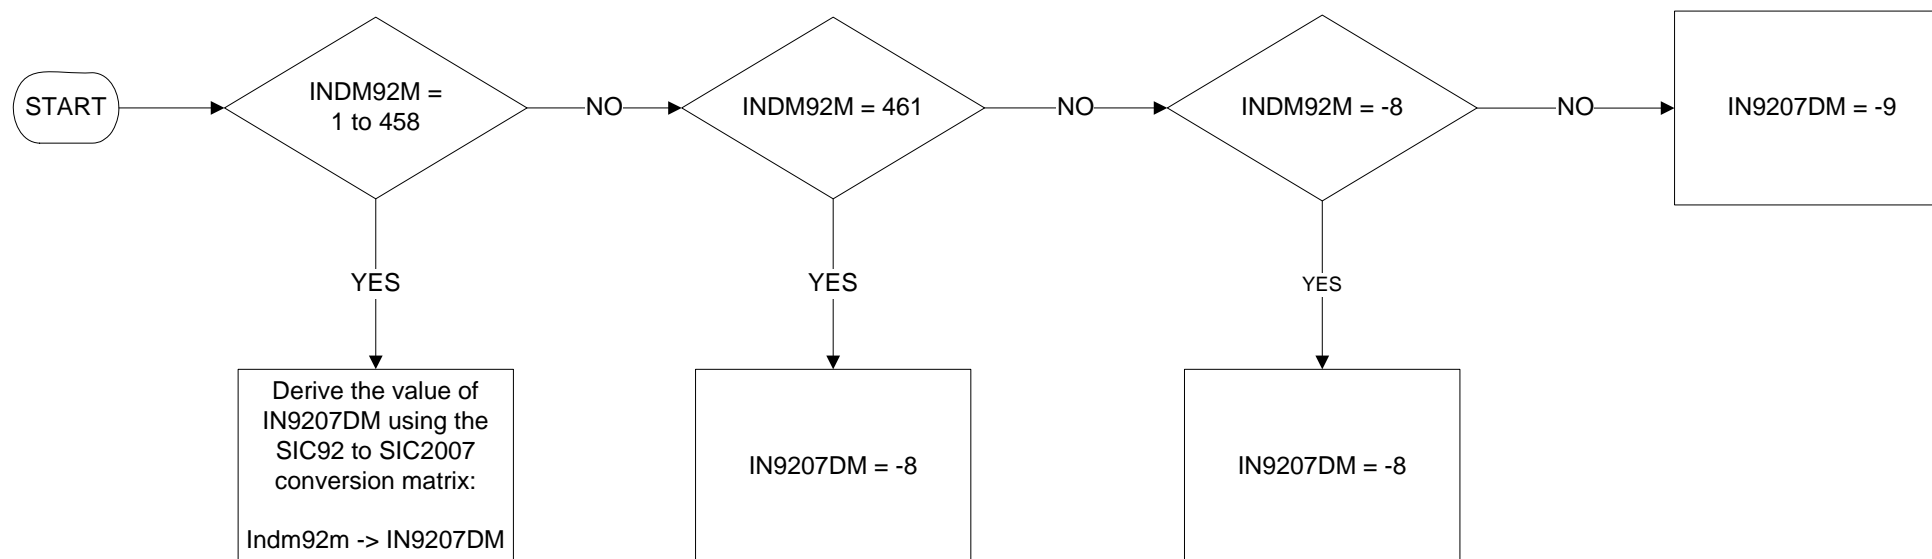 START
INDM92M =
1 to 458
NO
INDM92M = 461
NO
INDM92M = -8
NO
IN9207DM = -9
YES
YES
YES
Derive the value of
IN9207DM using the
SIC92 to SIC2007
conversion matrix:
Indm92m -> IN9207DM
IN9207DM = -8
IN9207DM = -8